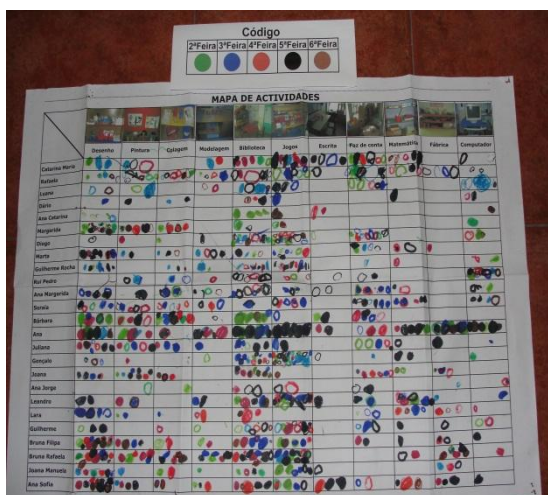 Código
2ªFeira 3ªFeira 4ªFeira 5ªFeira 6ªFeira
MAPA DE ACTIVIDADES
Desenho Pintura Colagem Modelagem Biblioteca Jogos Escrita Faz de conta Matemática Fábrica Computador
Catarina Maria
Rafaela
Luana
Dário
Ana Catarina
Margarida
Diogo
Marta
Guilherme Rocha
Rui Pedro
Ana Margarida
Soraia
Bárbara
Ana
Juliana
Gonçalo
Joana
Ana Jorge
Leandro
Lara
Guilherme
Bruna Filipa
Bruna Rafaela
Joana Manuela
Ana Sofia